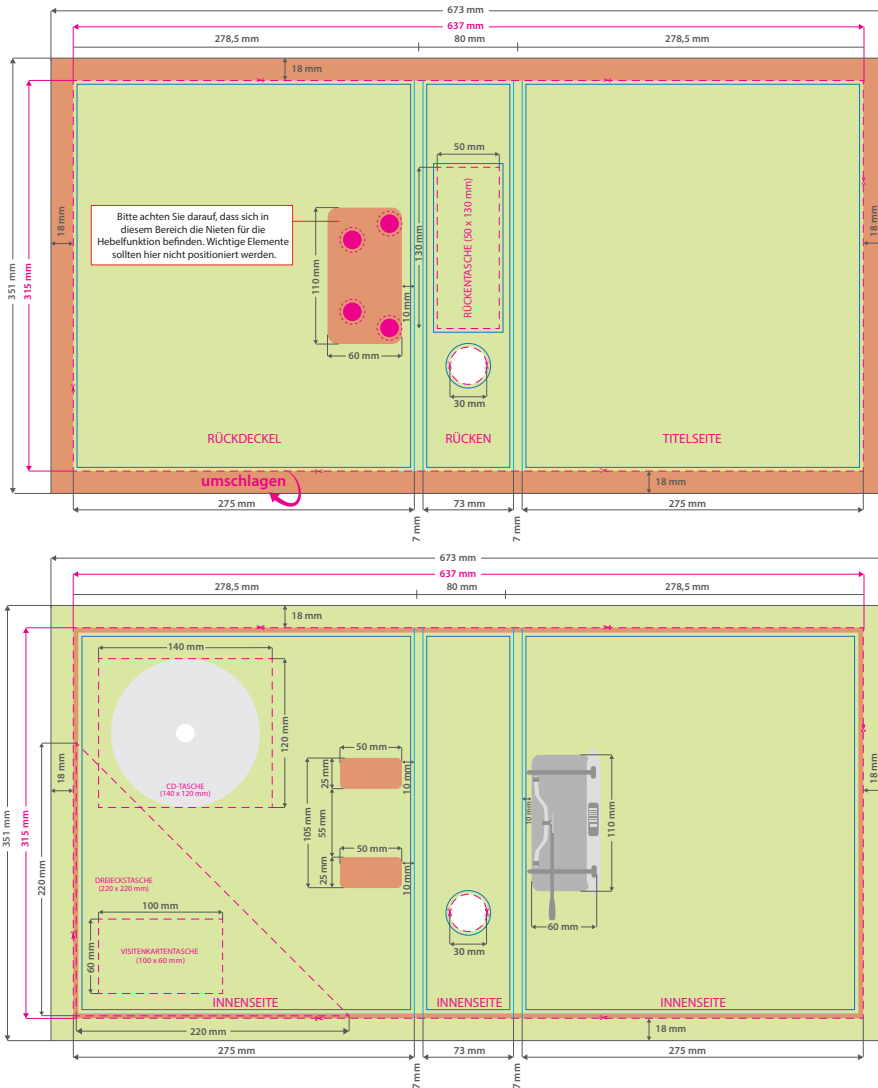 673 mm
637 mm
278,5 mm
80 mm
278,5 mm
18 mm
50 mm
Bitte achten Sie darauf, dass sich in
diesem Bereich die Nieten für die
Hebelfunktion befinden. Wichtige Elemente
sollten hier nicht positioniert werden.
18 mm
351 mm
315 mm
110 mm
10 mm
130 mm
RÜCKENTASCHE (50 x 130 mm)
18 mm
60 mm
30 mm
RÜCKDECKEL
RÜCKEN
TITELSEITE
umschlagen
18 mm
275 mm
7 mm
73 mm
7 mm
275 mm
673 mm
637 mm
278,5 mm
80 mm
278,5 mm
18 mm
140 mm
120 mm
50 mm
25 mm
10 mm
18 mm
351 mm
315 mm
CD-TASCHE
(140 x 120 mm)
105 mm
55 mm
10 mm
110 mm
18 mm
50 mm
25 mm
10 mm
220 mm
DREIECKSTASCHE
(220 x 220 mm)
100 mm
60 mm
VISITENKARTENTASCHE
(100 x 60 mm)
60 mm
30 mm
INNENSEITE
INNENSEITE
INNENSEITE
220 mm
18 mm
275 mm
7 mm
73 mm
7 mm
275 mm